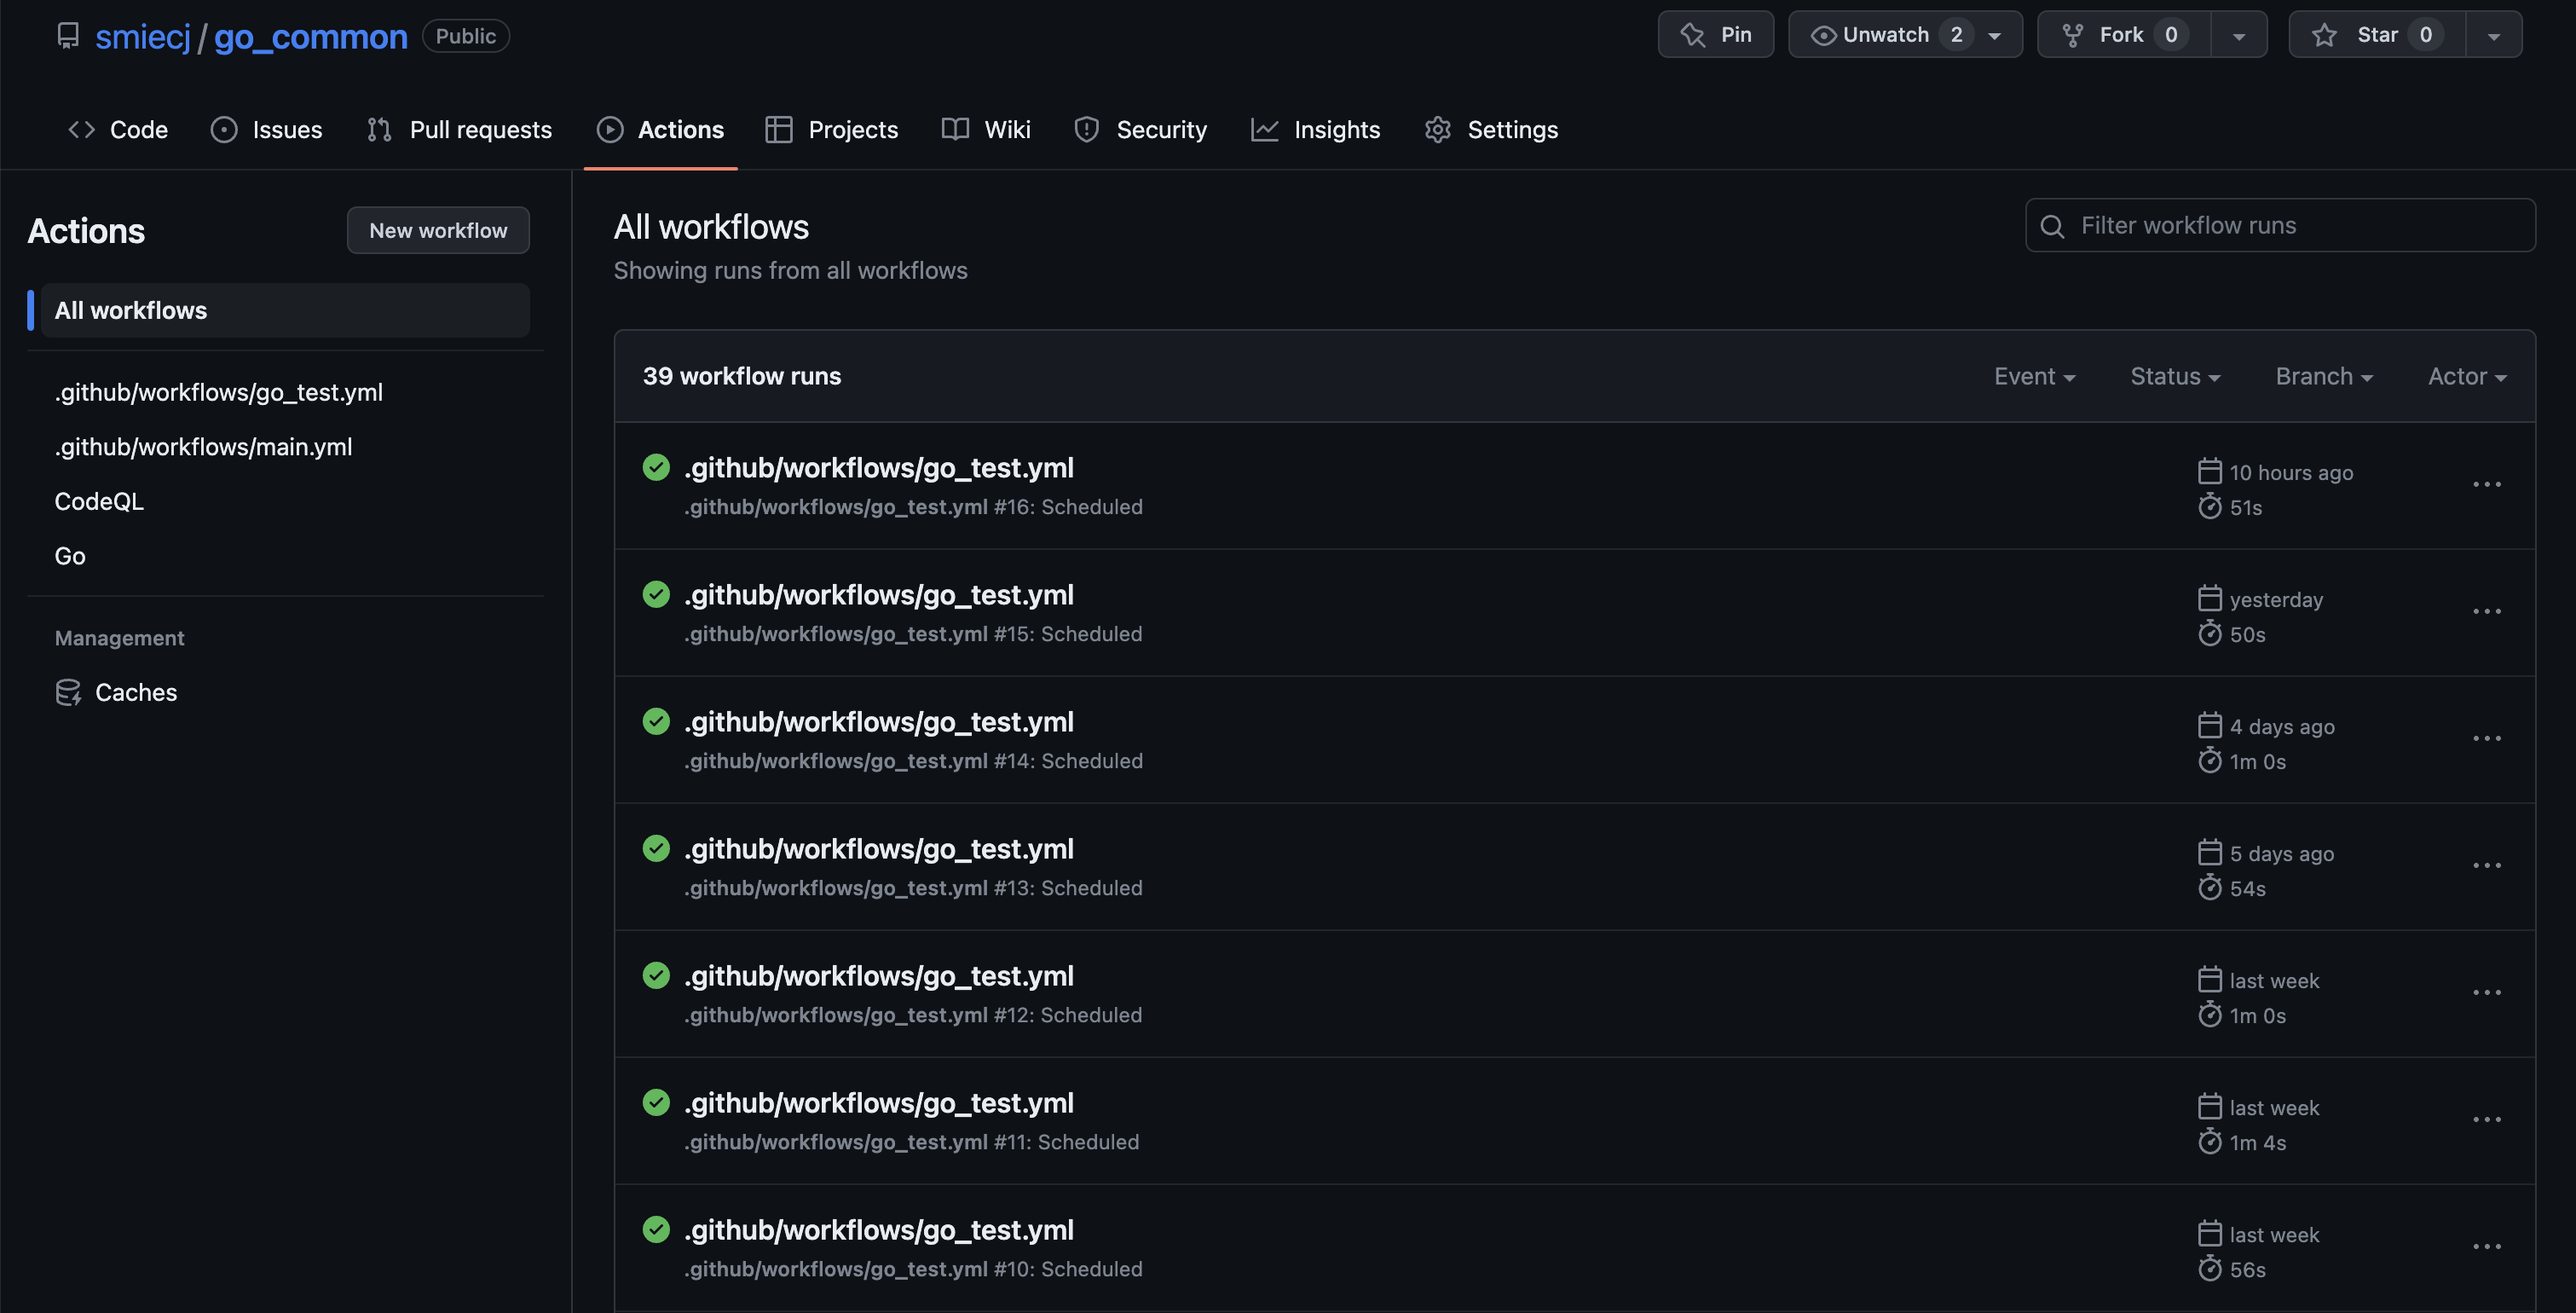 smiecj / go_common Public
Pin Unwatch 2 Fork 0 Star 0
Code Issues Pull requests Actions Projects Wiki Security Insights Settings
Actions New workflow
All workflows
.github/workflows/go_test.yml
.github/workflows/main.yml
CodeQL
Go
Management
Caches
All workflows
Showing runs from all workflows
Filter workflow runs
39 workflow runs Event Status Branch Actor
.github/workflows/go_test.yml
.github/workflows/go_test.yml #16: Scheduled
10 hours ago
51s
.github/workflows/go_test.yml
.github/workflows/go_test.yml #15: Scheduled
yesterday
50s
.github/workflows/go_test.yml
.github/workflows/go_test.yml #14: Scheduled
4 days ago
1m 0s
.github/workflows/go_test.yml
.github/workflows/go_test.yml #13: Scheduled
5 days ago
54s
.github/workflows/go_test.yml
.github/workflows/go_test.yml #12: Scheduled
last week
1m 0s
.github/workflows/go_test.yml
.github/workflows/go_test.yml #11: Scheduled
last week
1m 4s
.github/workflows/go_test.yml
.github/workflows/go_test.yml #10: Scheduled
last week
56s